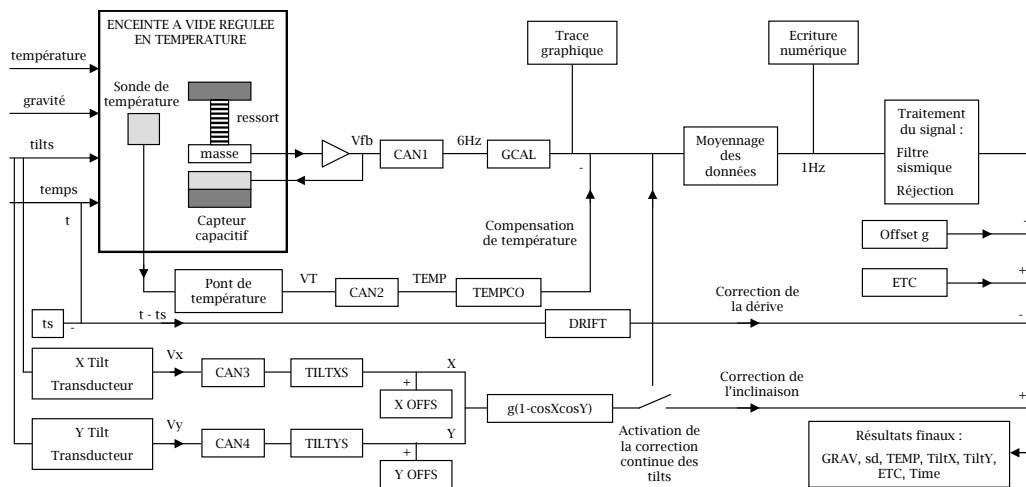 ENCEINTE A VIDE REGULEE
EN TEMPERATURE
température
gravité
tilts
temps
t
Sonde de
température
ressort
masse
Capteur
capacitif
Vfb
CAN1
6Hz
GCAL
Trace
graphique
-
Moyennage
des
données
Ecriture
numérique
1Hz
Traitement
du signal :
Filtre
sismique
Réjection
Compensation
de température
Offset g
-
ETC
+
Pont de
température
VT
CAN2
TEMP
TEMPCO
ts
-
t - ts
DRIFT
Correction de
la dérive
-
X Tilt
Transducteur
Vx
CAN3
TILTXS
X
+
X OFFS
g(1-cosXcosY)
Correction de
l'inclinaison
+
Y Tilt
Transducteur
Vy
CAN4
TILTYS
Y
+
Y OFFS
Activation de
la correction
continue des
tilts
Résultats finaux :
GRAV, sd, TEMP, TiltX, TiltY,
ETC, Time